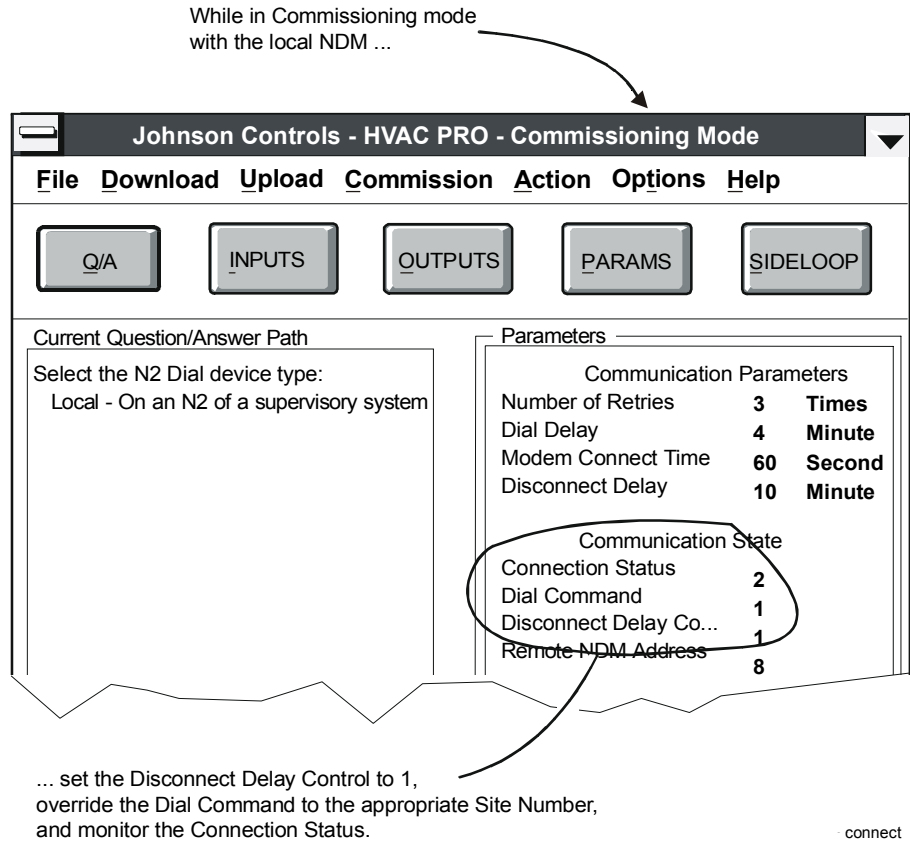 While in Commissioning mode
with the local NDM ...
Johnson Controls - HVAC PRO - Commissioning Mode
File Download Upload Commission Action Options Help
Q/A INPUTS OUTPUTS PARAMS SIDELOOP
Current Question/Answer Path
Select the N2 Dial device type:
Local - On an N2 of a supervisory system
Parameters
Communication Parameters
Number of Retries 3 Times
Dial Delay 4 Minute
Modem Connect Time 60 Second
Disconnect Delay 10 Minute
Communication State
Connection Status 2
Dial Command 1
Disconnect Delay Co... 1
Remote NDM Address 8
... set the Disconnect Delay Control to 1,
override the Dial Command to the appropriate Site Number,
and monitor the Connection Status.
connect